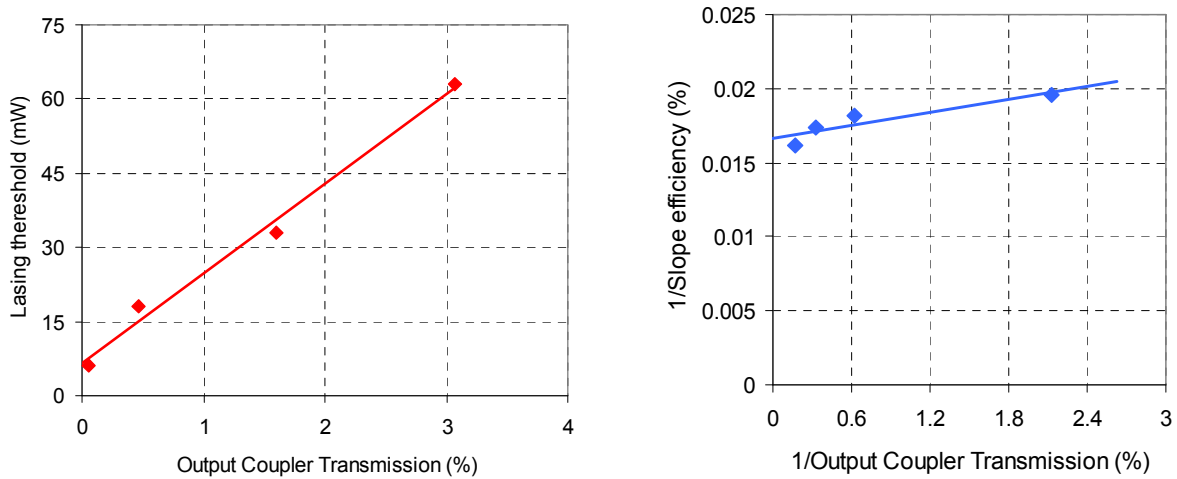 75
60
45
30
15
0
Lasing thereshold (mW)
0 1 2 3 4
Output Coupler Transmission (%)
0.025
0.02
0.015
0.01
0.005
0
1/Slope efficiency (%)
0 0.6 1.2 1.8 2.4 3
1/Output Coupler Transmission (%)